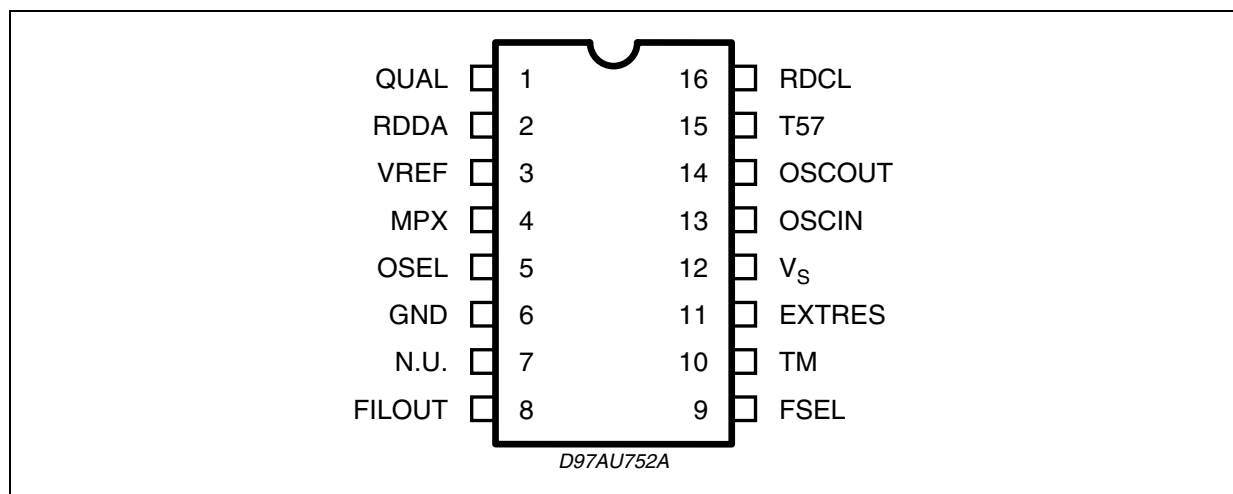 QUAL 1 16 RDCL
RDDA 2 15 T57
VREF 3 14 OSCOUT
MPX 4 13 OSCIN
OSEL 5 12 VS
GND 6 11 EXTRES
N.U. 7 10 TM
FILOUT 8 9 FSEL
D97AU752A